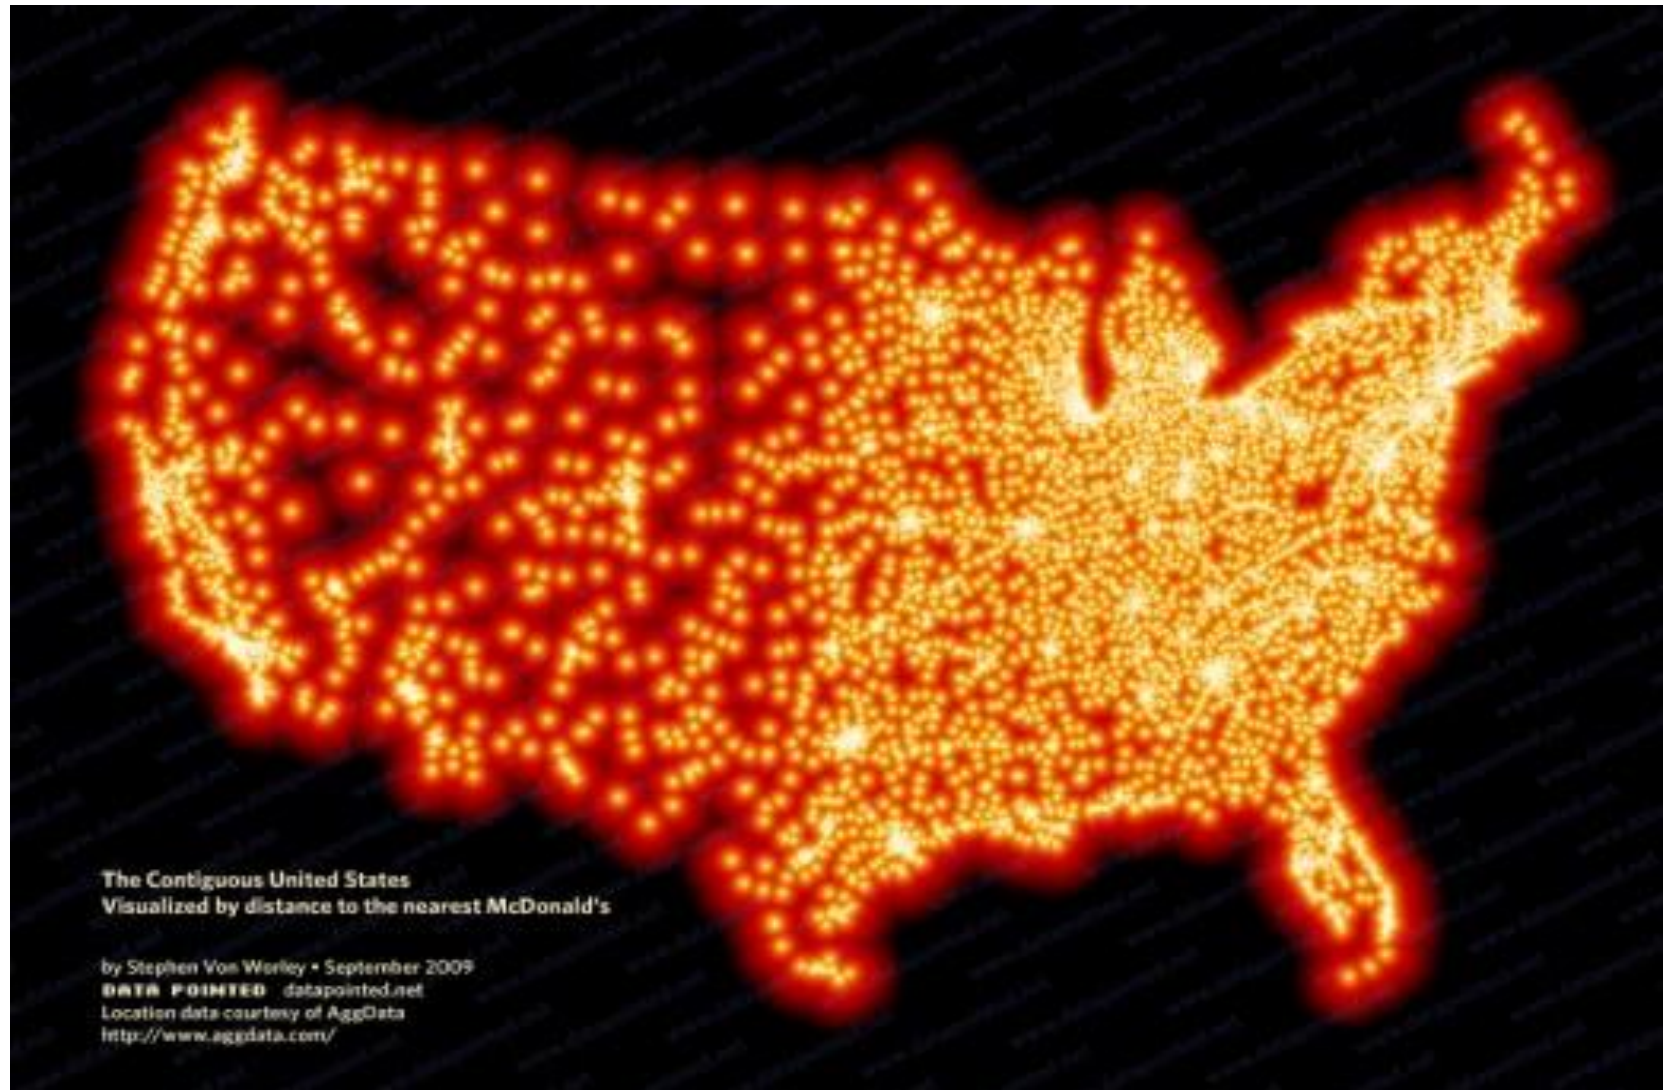 The Contiguous United States
Visualized by distance to the nearest McDonald's
by Stephen Von Worley • September 2009
DATA POINTED datapointed.net
Location data courtesy of AggData
http://www.aggdata.com/